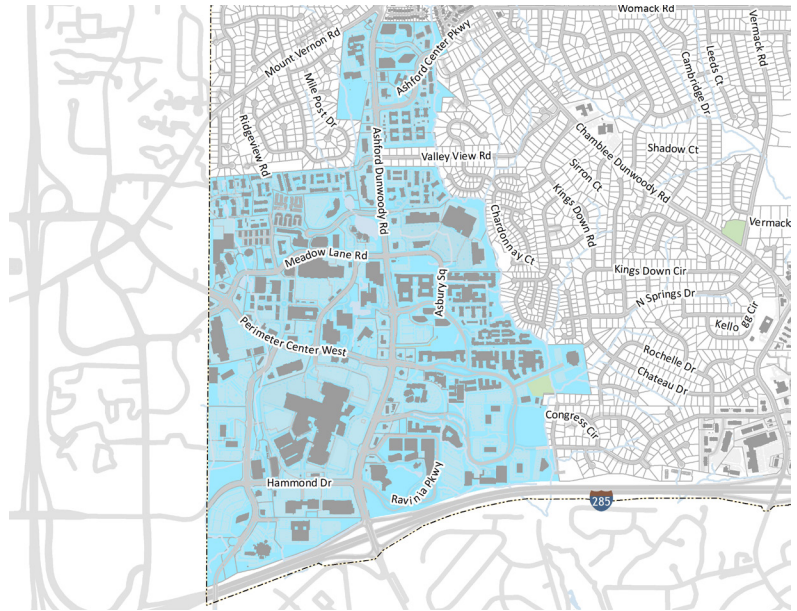 Womack Rd
Vermack Rd
Mount Vernon Rd
Ashford Center Pkwy
Leeds Ct
Cambridge Dr
Mile Post Dr
Ridgeview Rd
Ashford Dunwoody Rd
Valley View Rd
Chamblee Dunwoody Rd
Shadow Ct
Sirron Ct
Kings Down Rd
Chardonnay Ct
Vermack
Meadow Lane Rd
Asbury Sq
Kings Down Cir
N Springs Dr
Kellogg Cir
Perimeter Center West
Rochelle Dr
Chateau Dr
Congress Cir
Hammond Dr
Ravinia Pkwy
285